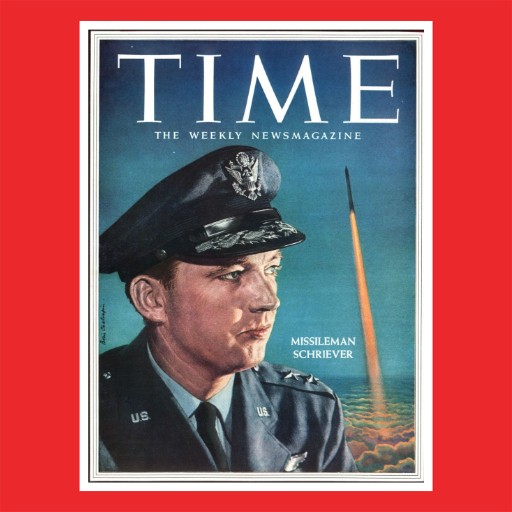 TIME
THE WEEKLY NEWSMAGAZINE
MISSILEMAN
SCHRIEVER
U.S.
U.S.